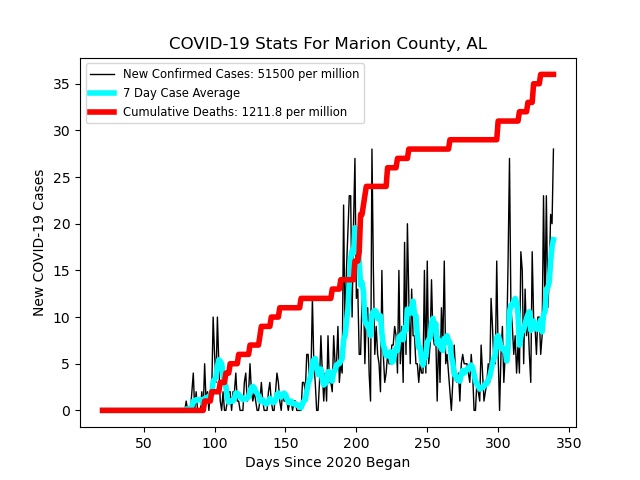 COVID-19 Stats For Marion County, AL
New Confirmed Cases: 51500 per million
7 Day Case Average
Cumulative Deaths: 1211.8 per million
New COVID-19 Cases
35
30
25
20
15
10
5
0
50
100
150
200
250
300
350
Days Since 2020 Began